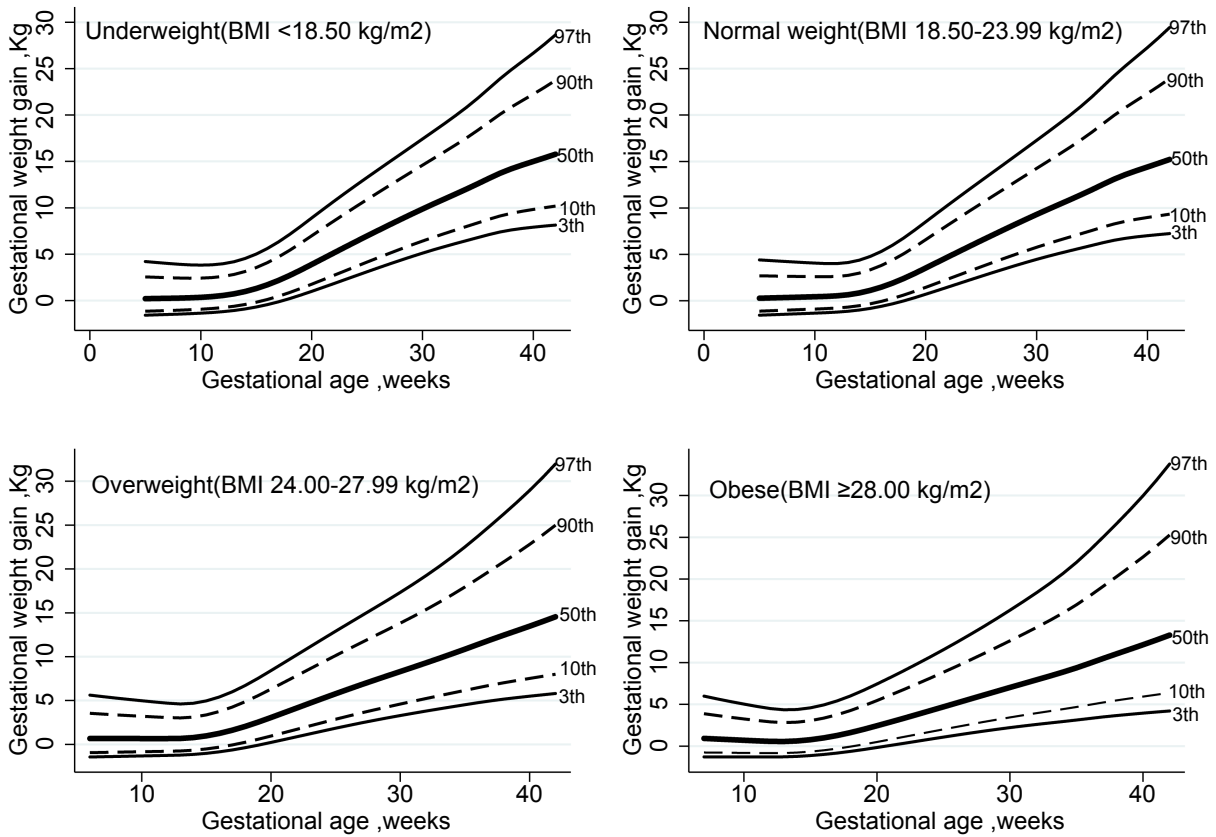 Underweight(BMI <18.50 kg/m2)
Gestational weight gain ,Kg
30
25
20
15
10
5
0
97th
90th
50th
10th
3th
0 10 20 30 40
Gestational age ,weeks
Normal weight(BMI 18.50-23.99 kg/m2)
Gestational weight gain ,Kg
30
25
20
15
10
5
0
97th
90th
50th
10th
3th
0 10 20 30 40
Gestational age ,weeks
Overweight(BMI 24.00-27.99 kg/m2)
Gestational weight gain ,Kg
30
25
20
15
10
5
0
97th
90th
50th
10th
3th
10 20 30 40
Gestational age ,weeks
Obese(BMI ≥28.00 kg/m2)
Gestational weight gain ,Kg
30
25
20
15
10
5
0
97th
90th
50th
10th
3th
10 20 30 40
Gestational age ,weeks